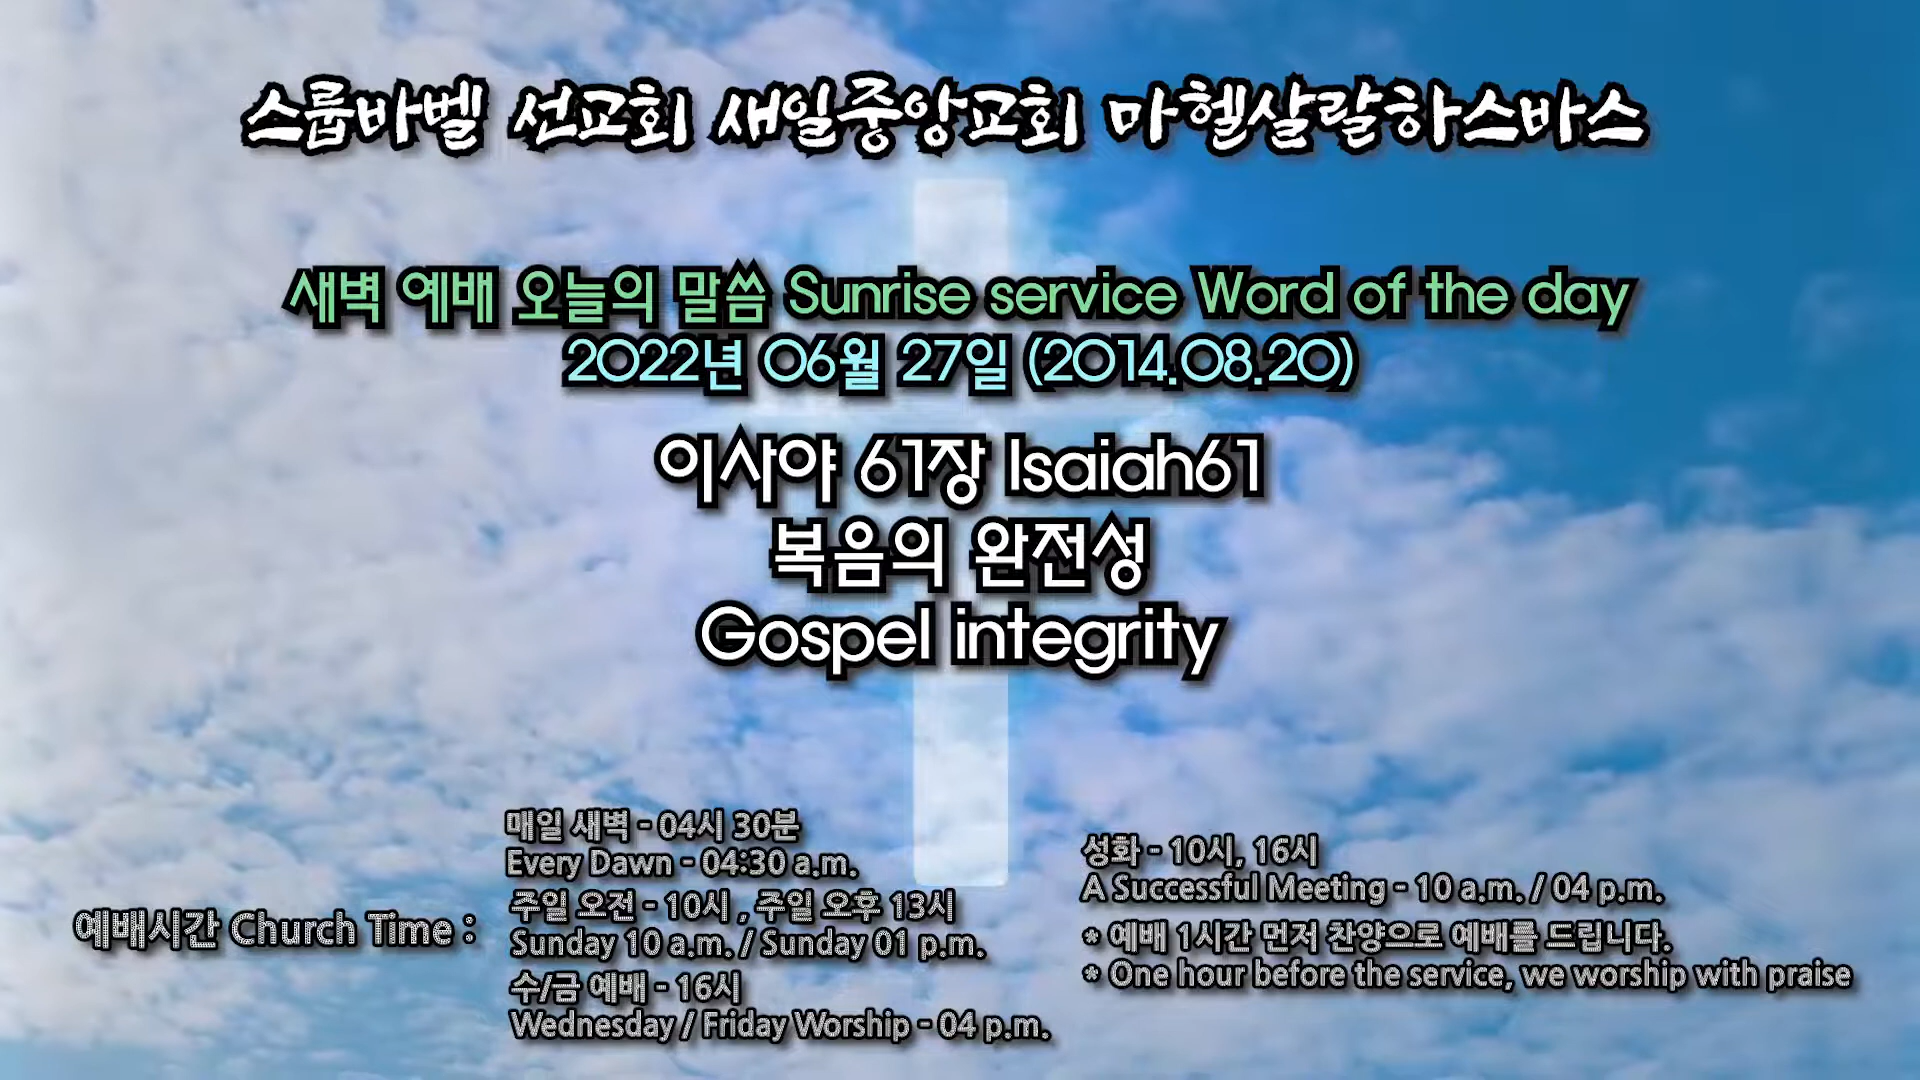 스룹바벨 선교회 새일중앙교회 마헬살랄하스바스
새벽 예배 오늘의 말씀 Sunrise service Word of the day
2022년 06월 27일 (2014.08.20)
이사야 61장 Isaiah61
복음의 완전성
Gospel integrity
예배시간 Church Time :
매일 새벽 - 04시 30분
Every Dawn - 04:30 a.m.
주일 오전 - 10시 , 주일 오후 13시
Sunday 10 a.m. / Sunday 01 p.m.
수/금 예배 - 16시
Wednesday / Friday Worship - 04 p.m.
성화 - 10시, 16시
A Successful Meeting - 10 a.m. / 04 p.m.
* 예배 1시간 먼저 찬양으로 예배를 드립니다.
* One hour before the service, we worship with praise